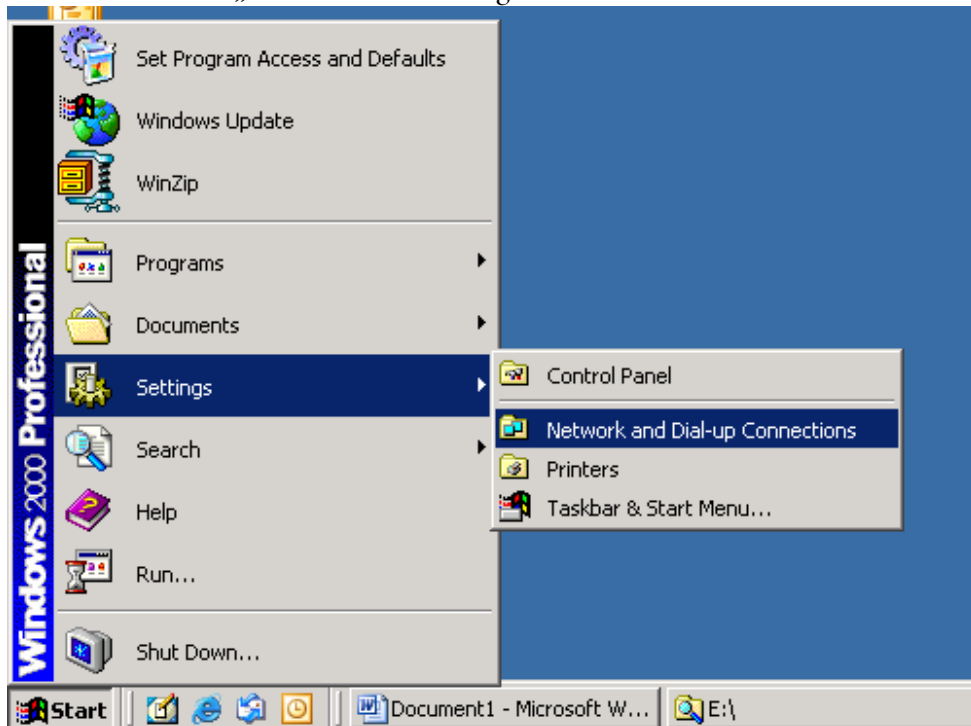 Set Program Access and Defaults
Windows Update
WinZip
Programs
Documents
Settings
Search
Help
Run...
Shut Down...
Control Panel
Network and Dial-up Connections
Printers
Taskbar & Start Menu...
Windows 2000 Professional
Start
Document1 - Microsoft W...
E:\